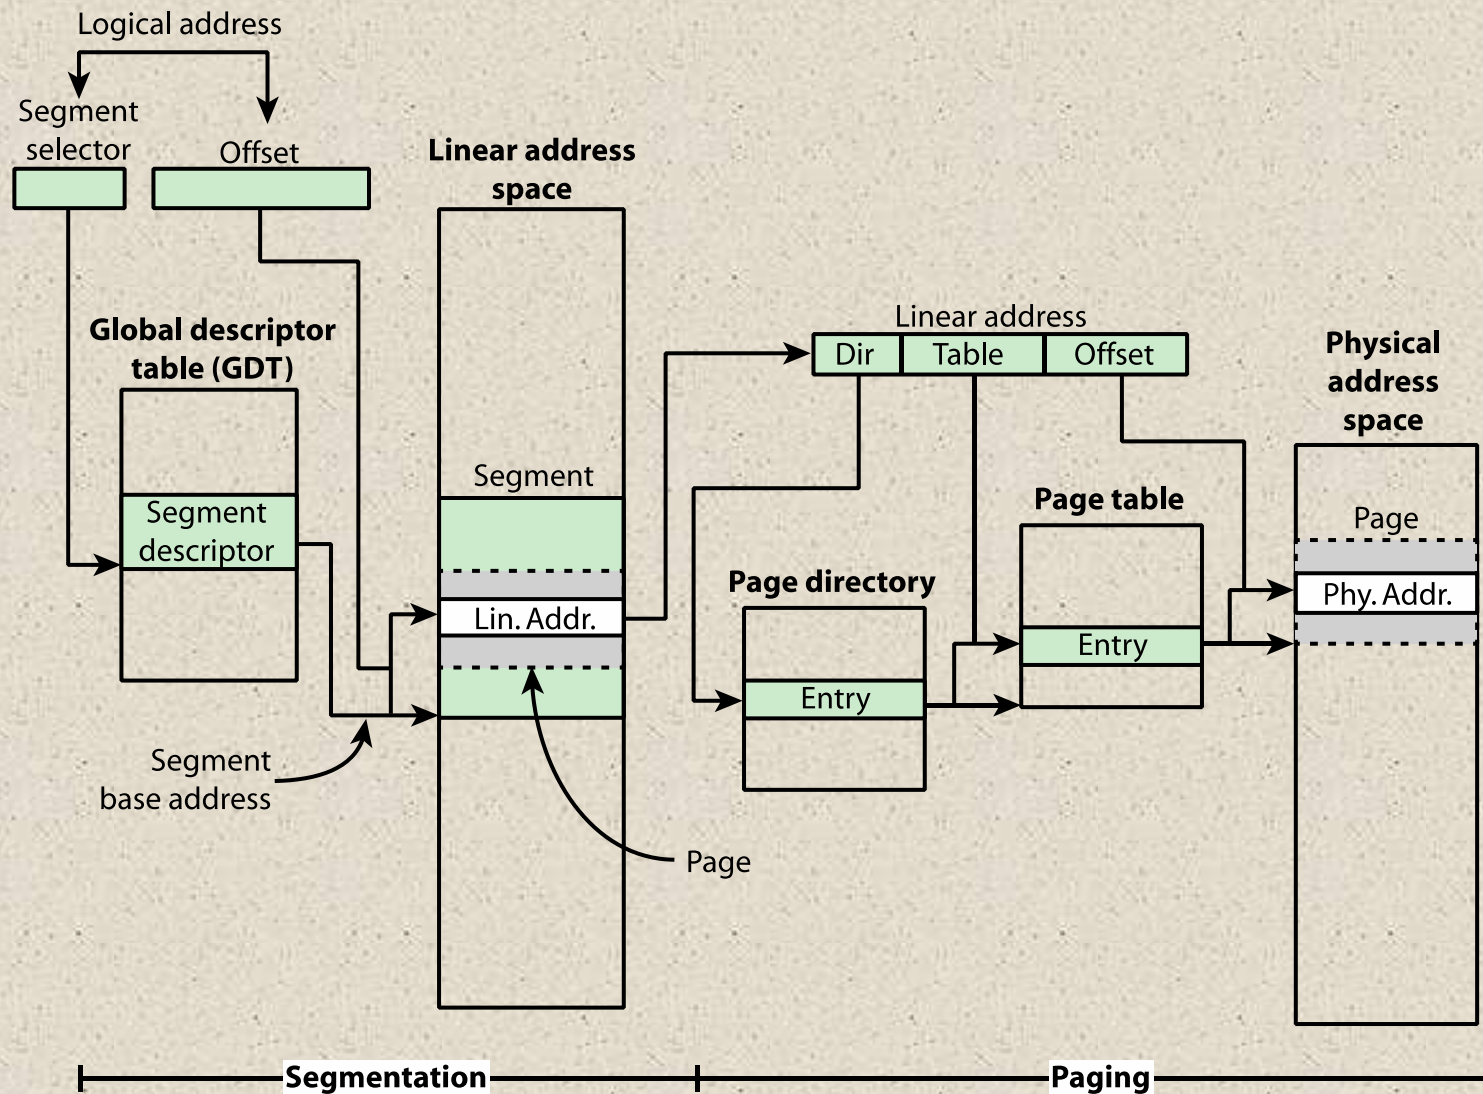 Logical address
Segment
selector
Offset
Linear address
space
Global descriptor
table (GDT)
Segment
descriptor
Segment
Lin. Addr.
Segment
base address
Page
Linear address
Dir
Table
Offset
Page directory
Entry
Page table
Entry
Physical
address
space
Page
Phy. Addr.
Segmentation
Paging